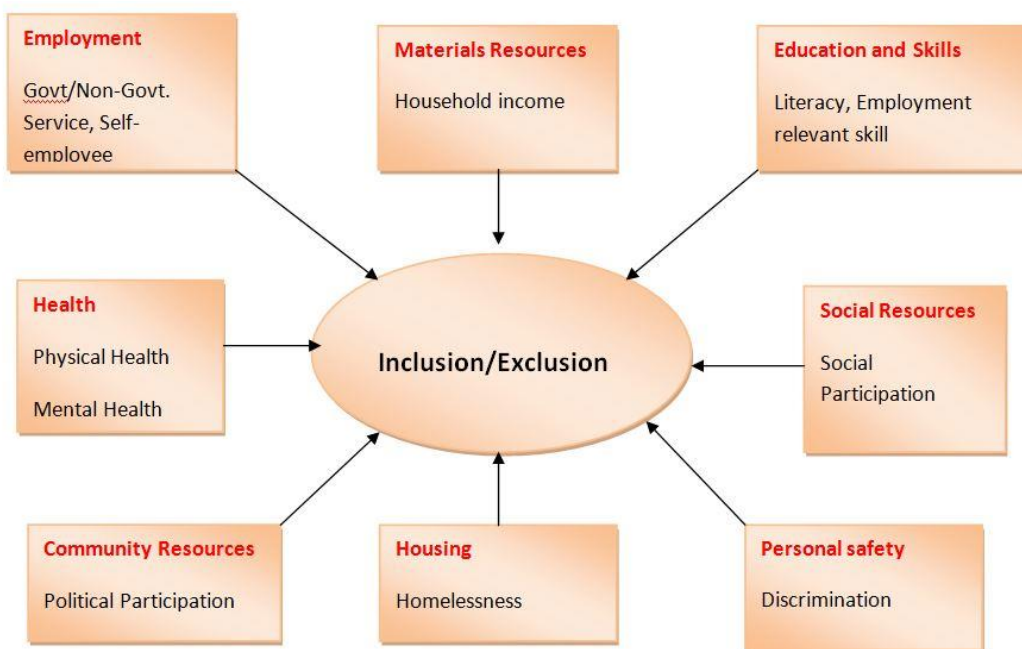 Employment
Govt/Non-Govt.
Service, Self-
employee
Materials Resources
Household income
Education and Skills
Literacy, Employment
relevant skill
Health
Physical Health
Mental Health
Inclusion/Exclusion
Social Resources
Social
Participation
Community Resources
Political Participation
Housing
Homelessness
Personal safety
Discrimination